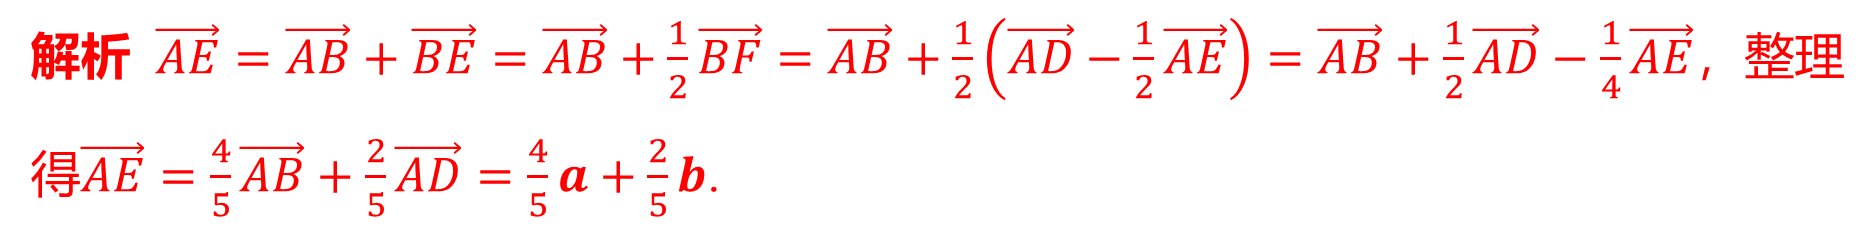 解析 $\overrightarrow{AE}=\overrightarrow{AB}+\overrightarrow{BE}=\overrightarrow{AB}+\frac{1}{2}\overrightarrow{BF}=\overrightarrow{AB}+\frac{1}{2}\left(\overrightarrow{AD}-\frac{1}{2}\overrightarrow{AE}\right)=\overrightarrow{AB}+\frac{1}{2}\overrightarrow{AD}-\frac{1}{4}\overrightarrow{AE}$, 整理
得$\overrightarrow{AE}=\frac{4}{5}\overrightarrow{AB}+\frac{2}{5}\overrightarrow{AD}=\frac{4}{5}\boldsymbol{a}+\frac{2}{5}\boldsymbol{b}$.